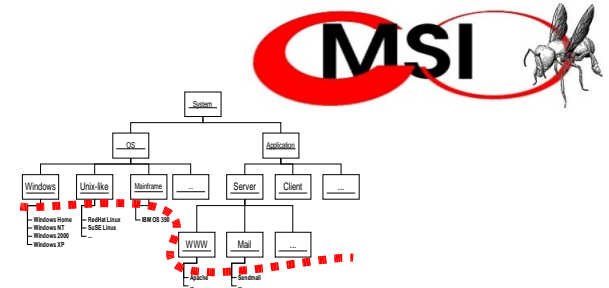 CMSI
System
OS Application
Windows Unix-like Mainframe ... Server Client ...
Windows Home
Windows NT
Windows 2000
Windows XP
RedHat Linux
SuSE Linux
...
IBM OS 390
WWW Mail ...
Apache
...
Sendmail
...